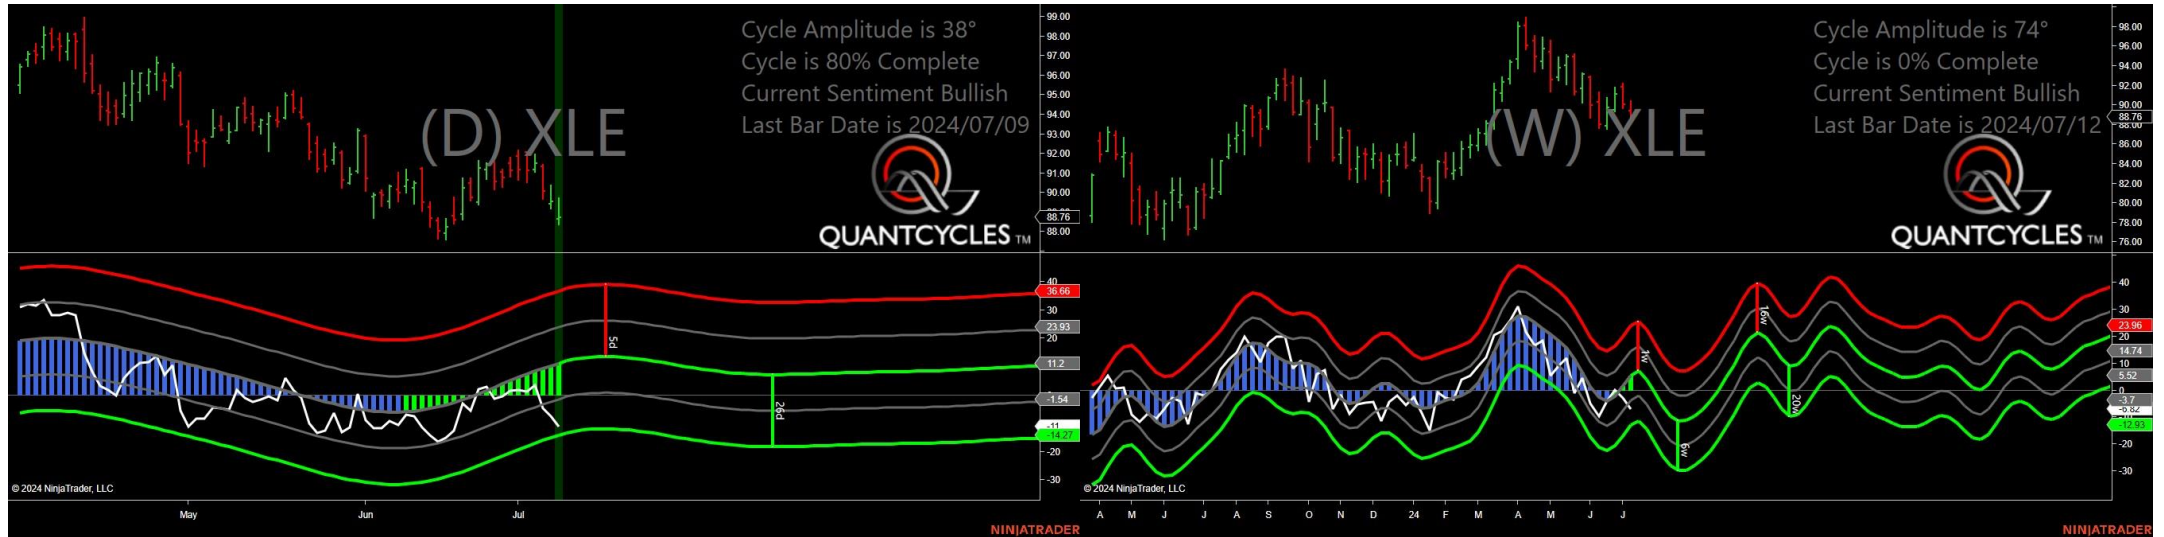 Cycle Amplitude is 38°
Cycle is 80% Complete
Current Sentiment Bullish
Last Bar Date is 2024/07/09
(D) XLE
QUANTCYCLES TM
99.00
98.00
97.00
96.00
95.00
94.00
93.00
92.00
91.00
90.00
88.76
88.00
40
36.66
30
23.93
20
11.2
-1.54
-11
-14.27
-20
-30
5d
26d
© 2024 NinjaTrader, LLC
May Jun Jul
NINJATRADER
Cycle Amplitude is 74°
Cycle is 0% Complete
Current Sentiment Bullish
Last Bar Date is 2024/07/12
(W) XLE
QUANTCYCLES TM
98.00
96.00
94.00
92.00
90.00
88.76
88.00
86.00
84.00
82.00
80.00
78.00
76.00
40
30
23.96
20
14.74
5.52
0
-3.7
-6.82
-12.93
-20
-30
1w
6w
16w
20w
© 2024 NinjaTrader, LLC
A M J J A S O N D 24 F M A M J J
NINJATRADER